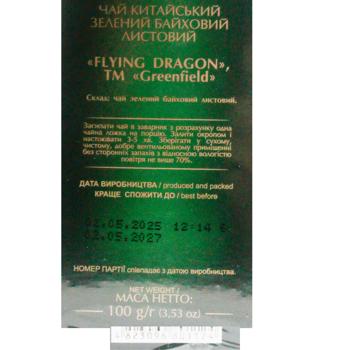 ЧАЙ КИТАЙСЬКИЙ
ЗЕЛЕНИЙ БАЙХОВИЙ
ЛИСТОВИЙ
«FLYING DRAGON»,
ТМ «Greenfield»
Склад: чай зелений байховий листовий.
Засипати чай в заварник з розрахунку одна
чайна ложка на порцію. Залити окропом і
настоювати 3-5 хв. Зберігати у сухому,
чистому, добре вентильованому приміщенні
без сторонніх запахів з відносною вологістю
повітря не вище 70%.
ДАТА ВИРОБНИЦТВА / produced and packed
КРАЩЕ СПОЖИТИ ДО / best before
02.05.2025 12:14
02.05.2027
НОМЕР ПАРТІЇ співпадає з датою виробництва.
NET WEIGHT /
МАСА НЕТТО:
100 g/г (3,53 oz)